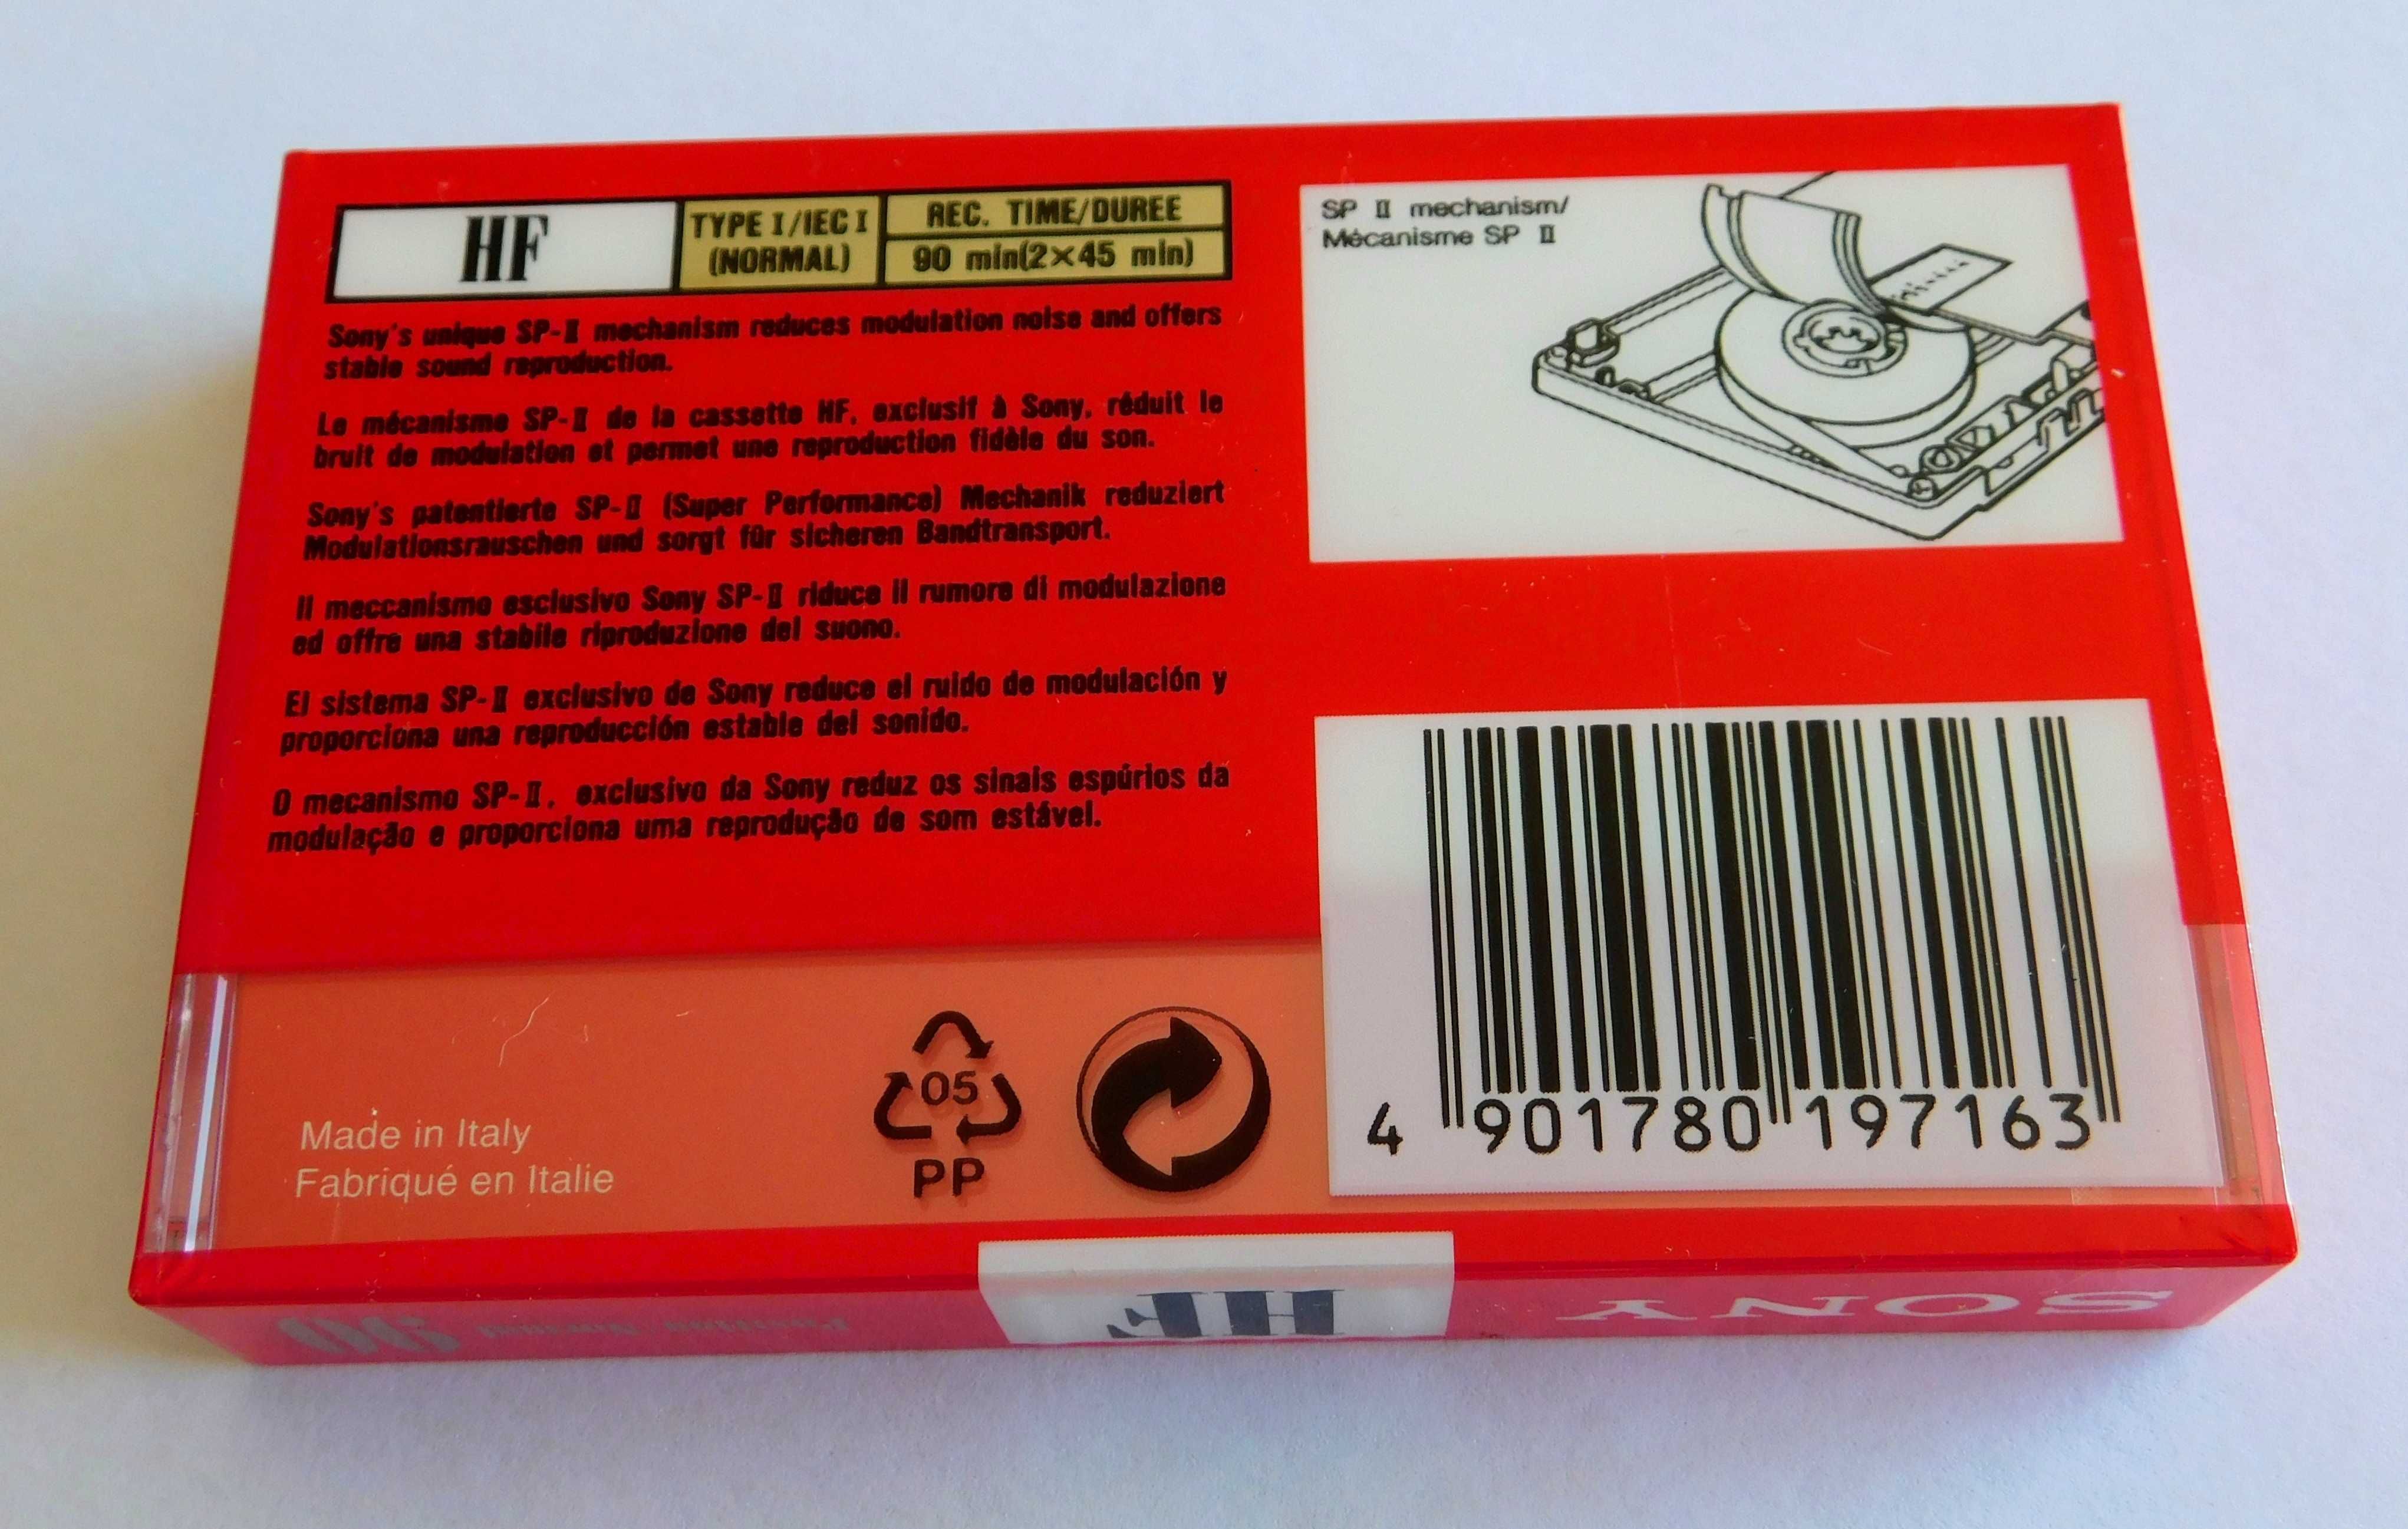 HF
TYPE I/IEC I
(NORMAL)
REC. TIME/DUREE
90 min(2×45 min)
Sony's unique SP-II mechanism reduces modulation noise and offers
stable sound reproduction.
Le mécanisme SP-II de la cassette HF, exclusif à Sony, réduit le
bruit de modulation et permet une reproduction fidèle du son.
Sony's patentierte SP-II (Super Performance) Mechanik reduziert
Modulationsrauschen und sorgt für sicheren Bandtransport.
Il meccanismo esclusivo Sony SP-II riduce il rumore di modulazione
ed offre una stabile riproduzione del suono.
El sistema SP-II exclusivo de Sony reduce el ruido de modulación y
proporciona una reproducción estable del sonido.
O mecanismo SP-II, exclusivo da Sony reduz os sinais espúrios da
modulação e proporciona uma reprodução de som estável.
SP II mechanism/
Mécanisme SP II
4 901780 197163
Made in Italy
Fabriqué en Italie
05
PP
SONY
HF
Position Normal
90